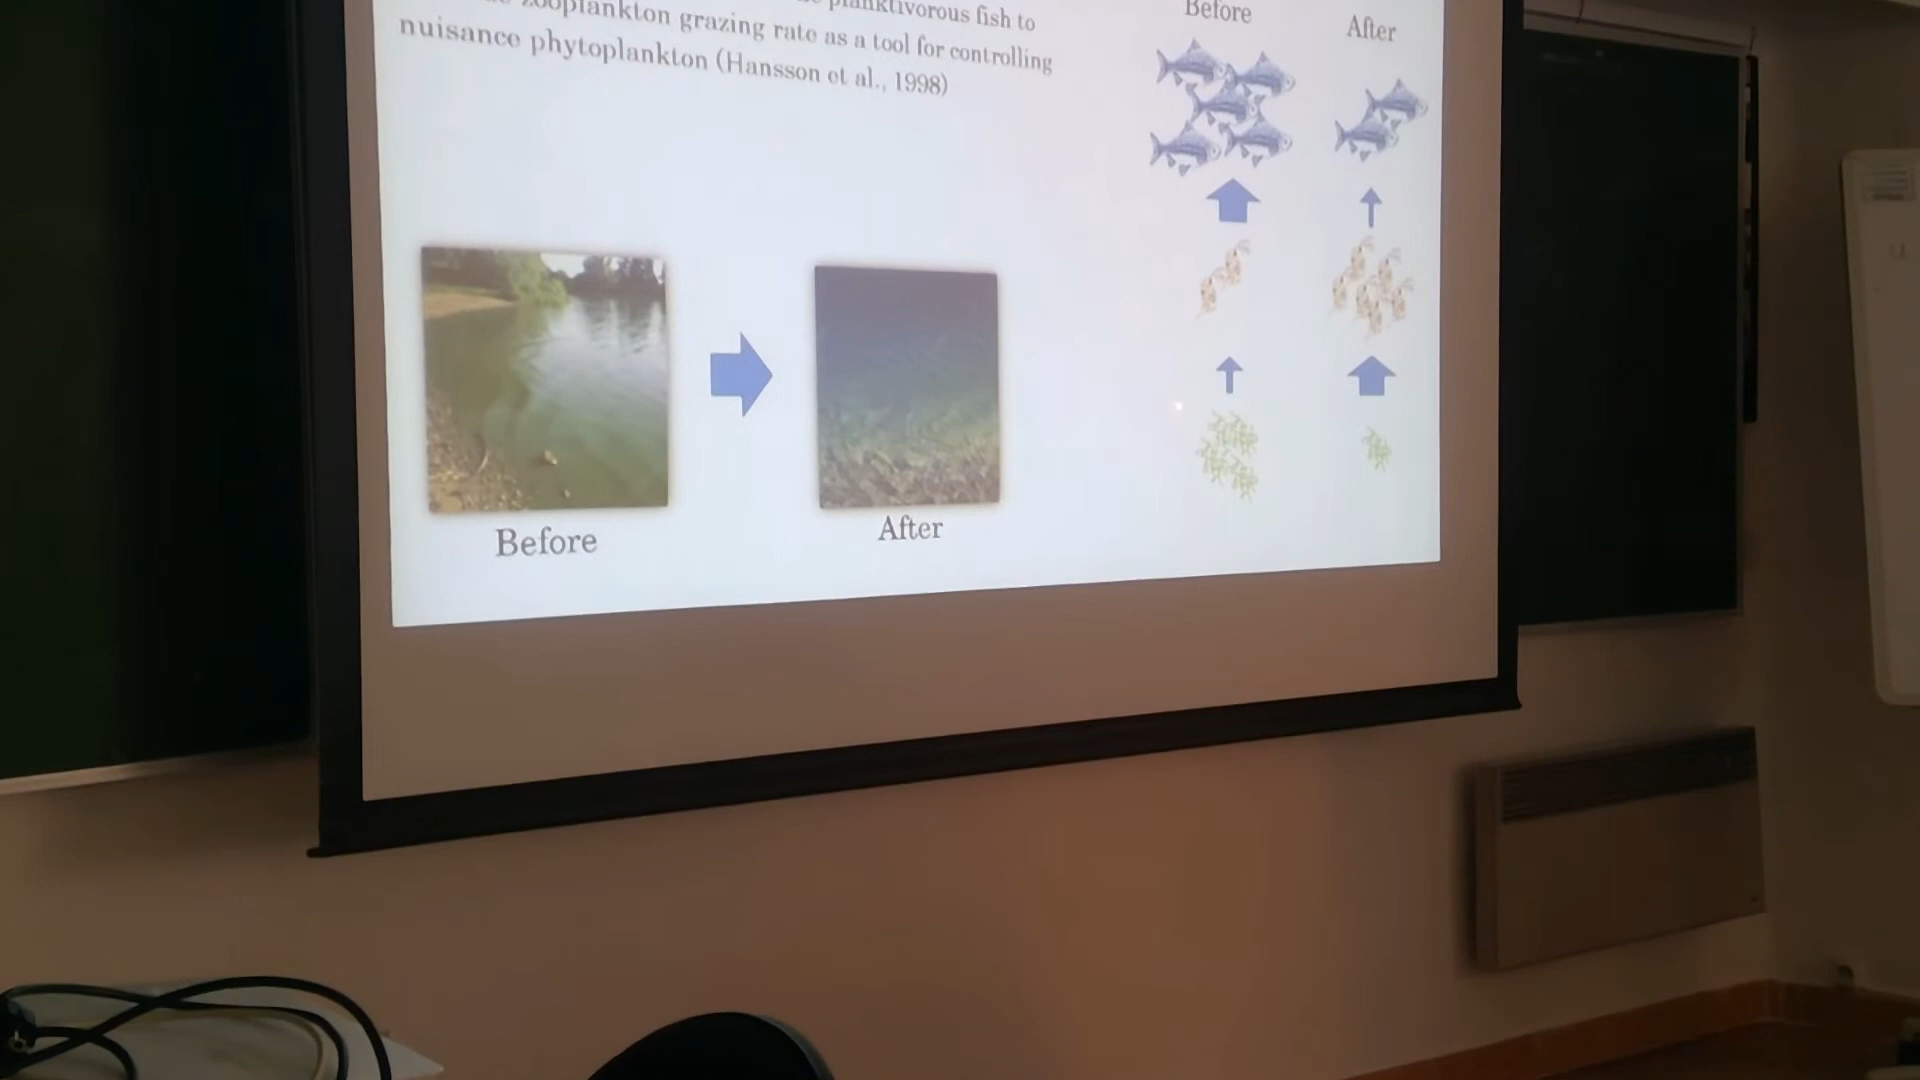 planktivorous fish to
zooplankton grazing rate as a tool for controlling
nuisance phytoplankton (Hansson et al., 1998)
Before
After
Before
After